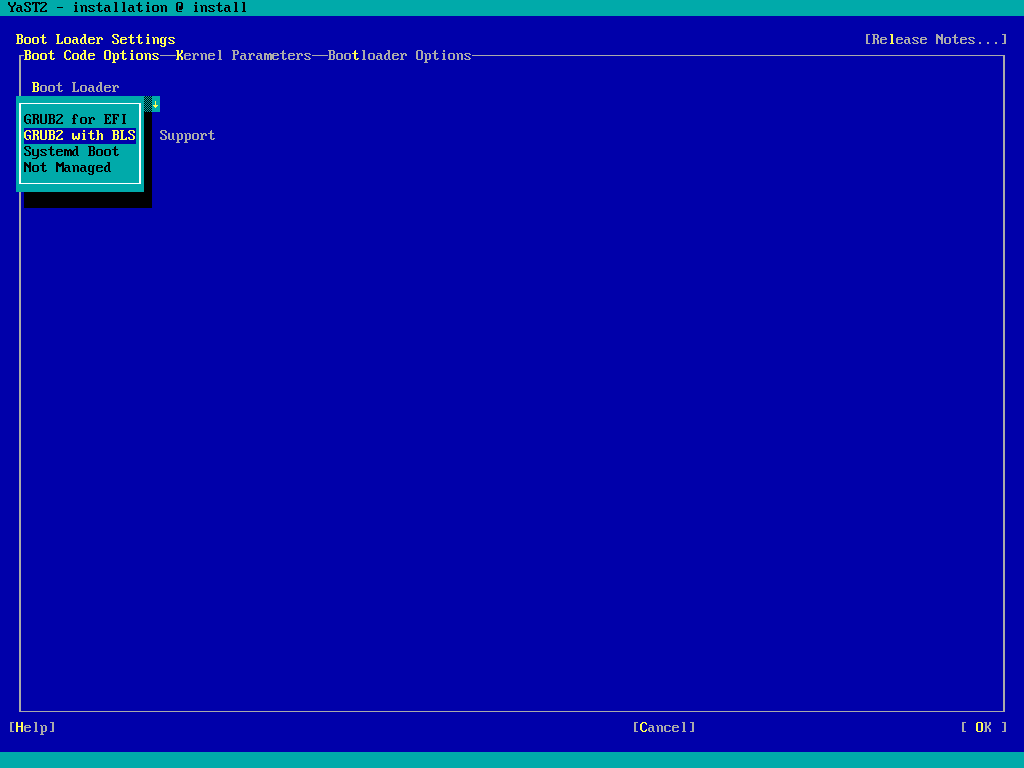 YaST2 - installation @ install
Boot Loader Settings [Release Notes...]
Boot Code Options Kernel Parameters Bootloader Options
Boot Loader
GRUB2 for EFI
GRUB2 with BLS Support
Systemd Boot
Not Managed
[Help] [Cancel] [ OK ]